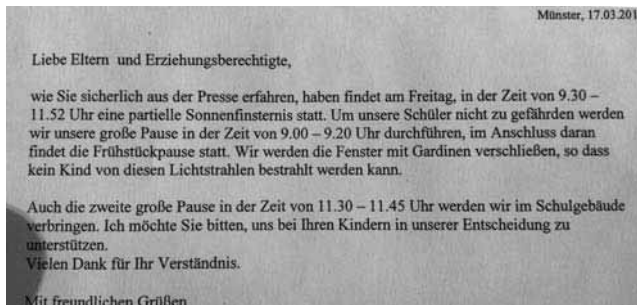 Münster, 17.03.201
Liebe Eltern und Erziehungsberechtigte,
wie Sie sicherlich aus der Presse erfahren, haben findet am Freitag, in der Zeit von 9.30 –
11.52 Uhr eine partielle Sonnenfinsternis statt. Um unsere Schüler nicht zu gefährden werden
wir unsere große Pause in der Zeit von 9.00 – 9.20 Uhr durchführen, im Anschluss daran
findet die Frühstückpause statt. Wir werden die Fenster mit Gardinen verschließen, so dass
kein Kind von diesen Lichtstrahlen bestrahlt werden kann.
Auch die zweite große Pause in der Zeit von 11.30 – 11.45 Uhr werden wir im Schulgebäude
verbringen. Ich möchte Sie bitten, uns bei Ihren Kindern in unserer Entscheidung zu
unterstützen.
Vielen Dank für Ihr Verständnis.
Mit freundlichen Grüßen